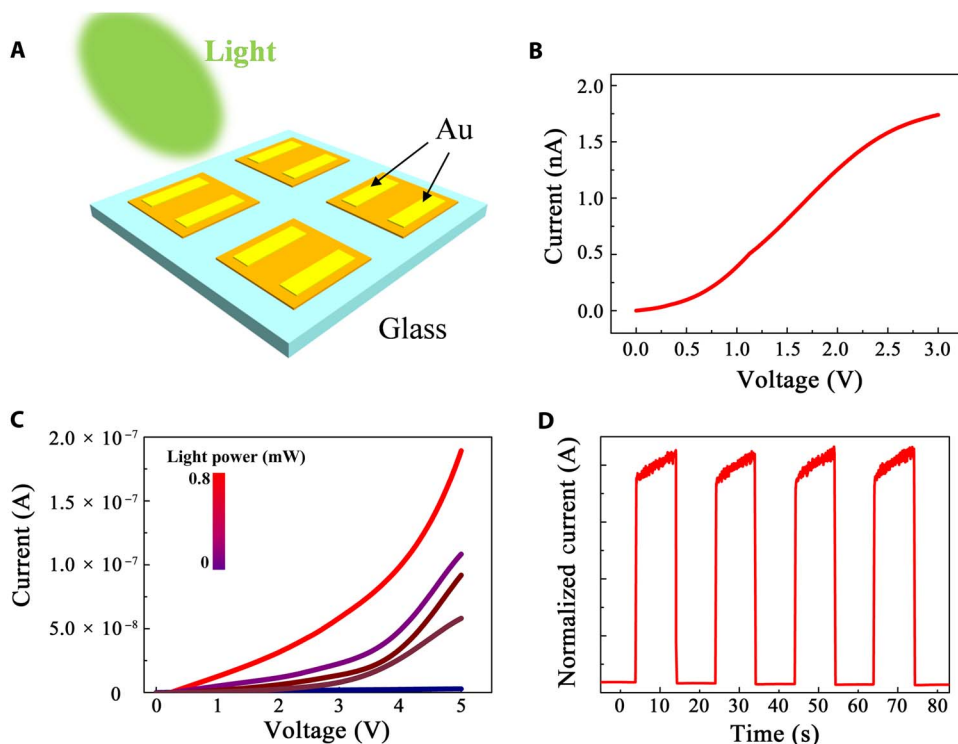 A
Light
Au
Glass
B
Current (nA)
2.0
1.5
1.0
0.5
0.0
0.0 0.5 1.0 1.5 2.0 2.5 3.0
Voltage (V)
C
Current (A)
2.0 × 10⁻⁷
1.5 × 10⁻⁷
1.0 × 10⁻⁷
5.0 × 10⁻⁸
0
Light power (mW)
0.8
0
0 1 2 3 4 5
Voltage (V)
D
Normalized current (A)
0 10 20 30 40 50 60 70 80
Time (s)